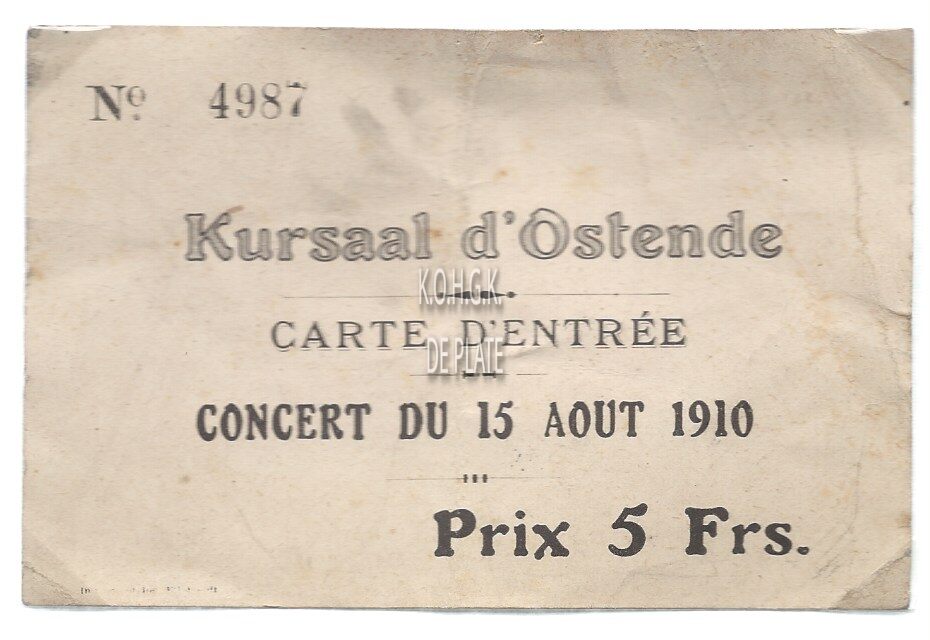 Nº 4987
Kursaal d'Ostende
K.O.H.G.K.
CARTE D'ENTRÉE
DE PLATE
CONCERT DU 15 AOUT 1910
Prix 5 Frs.